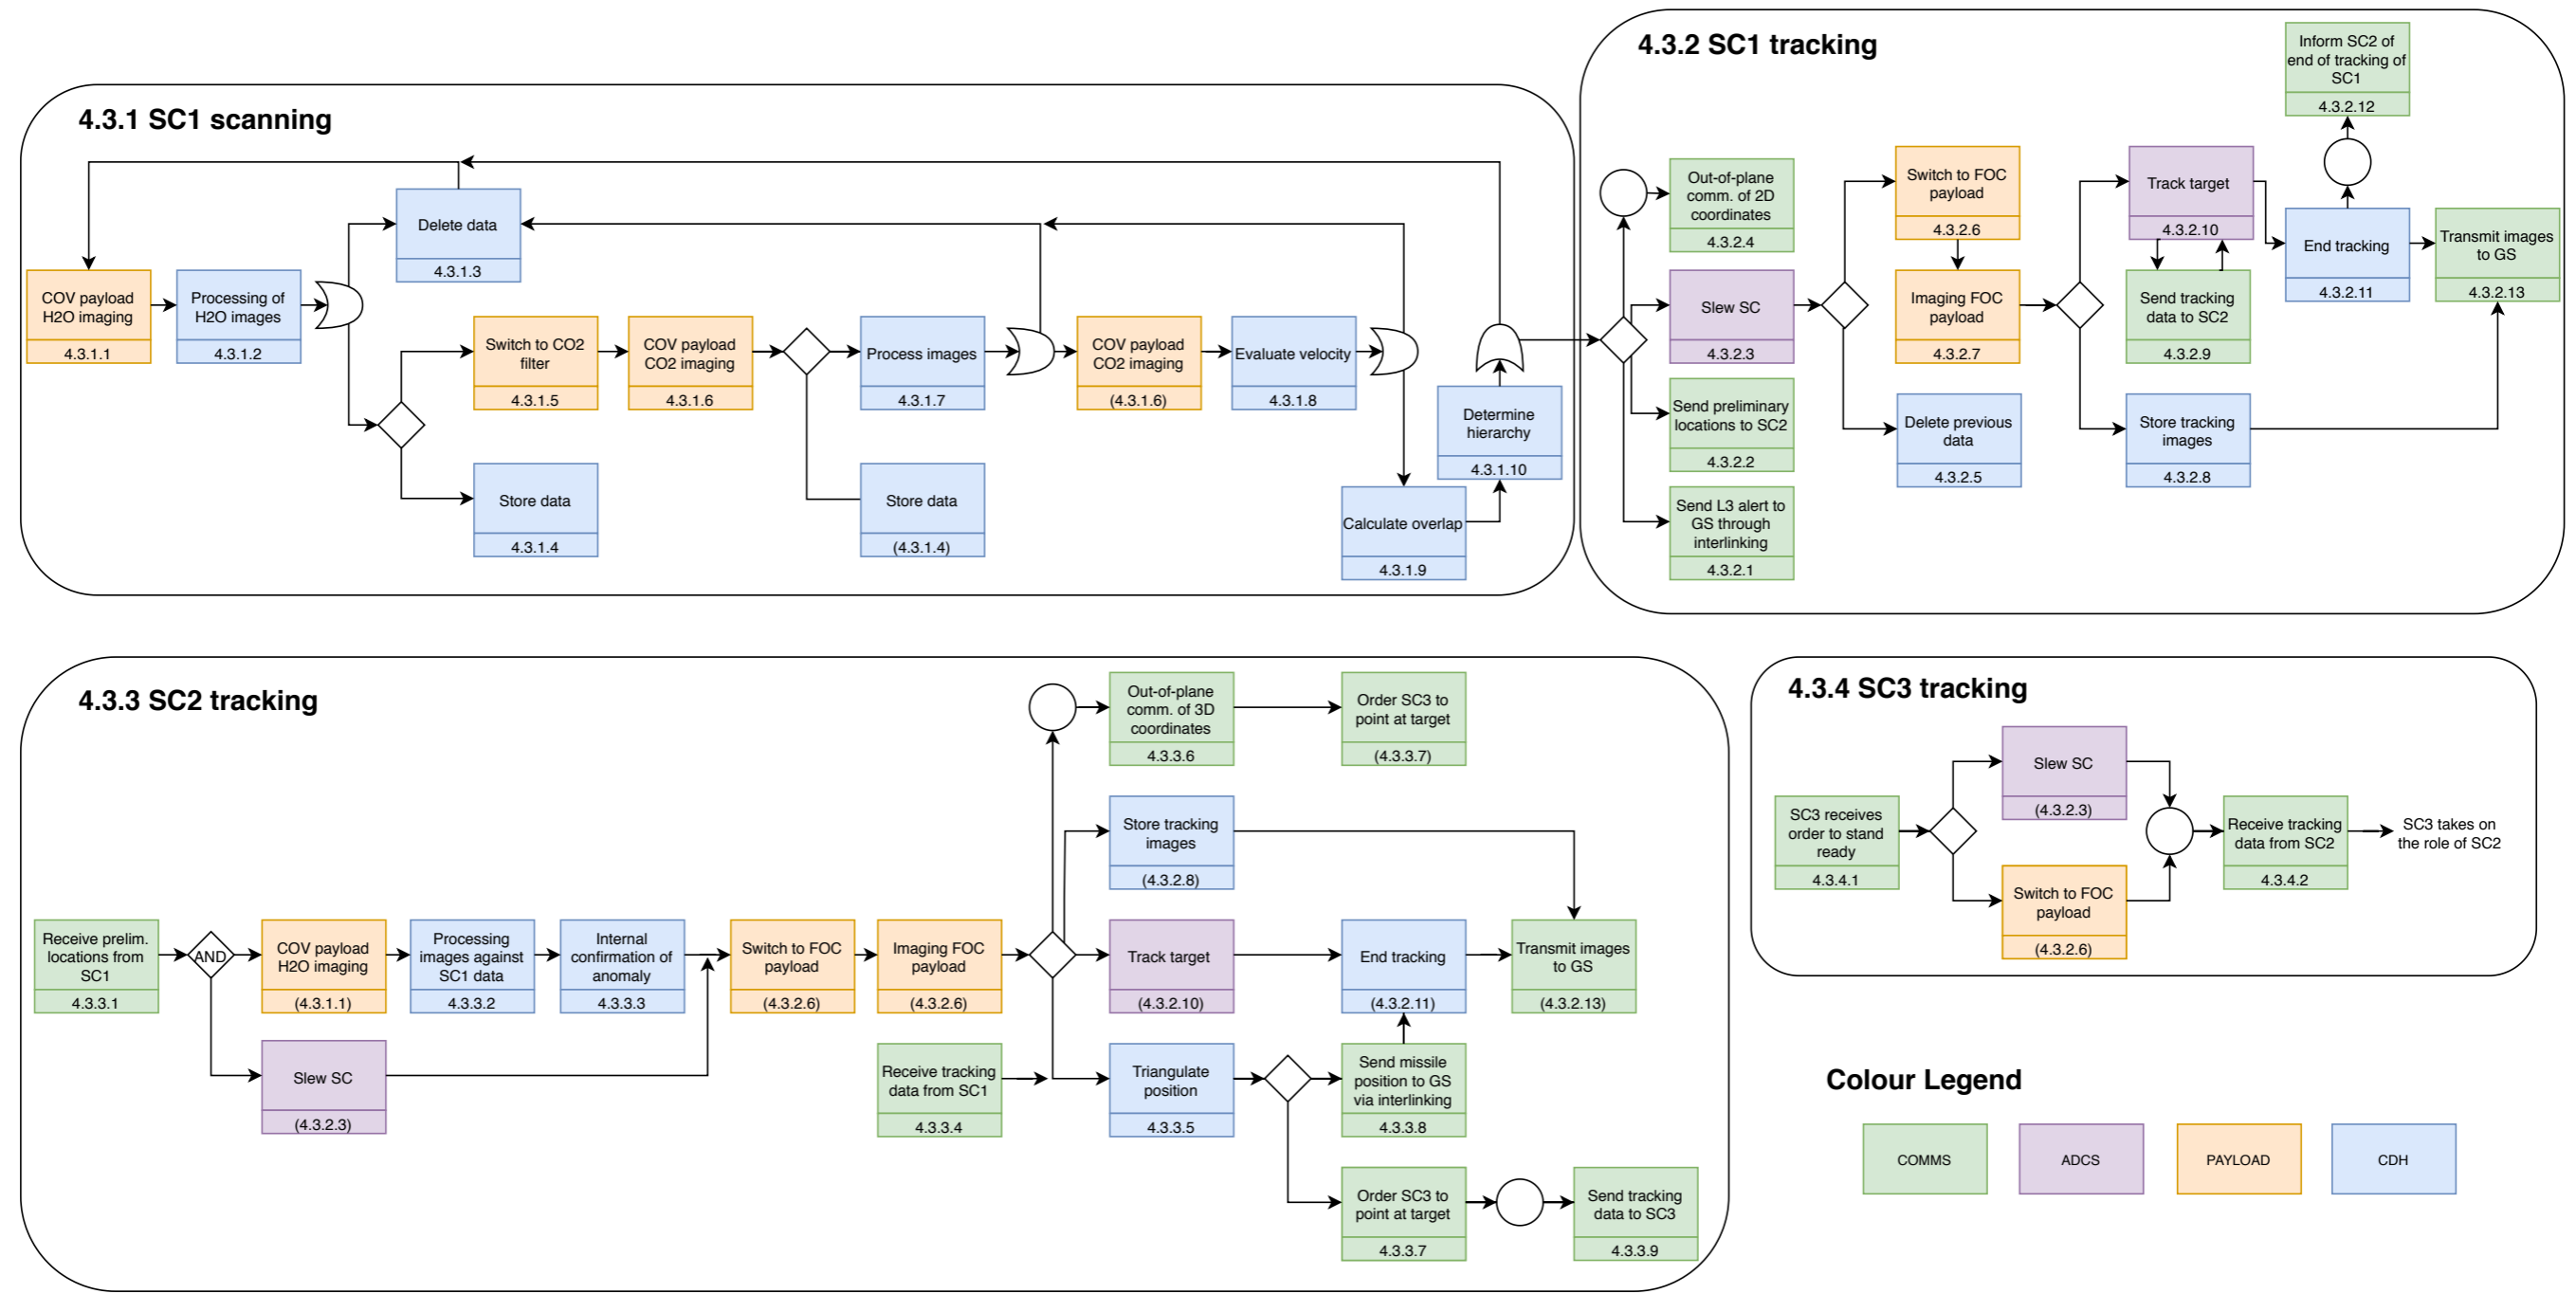 4.3.1 SC1 scanning
COV payload
H2O imaging
4.3.1.1
Processing of
H2O images
4.3.1.2
Delete data
4.3.1.3
Switch to CO2
filter
4.3.1.5
COV payload
CO2 imaging
4.3.1.6
Process images
4.3.1.7
COV payload
CO2 imaging
(4.3.1.6)
Evaluate velocity
4.3.1.8
Store data
4.3.1.4
Store data
(4.3.1.4)
Calculate overlap
4.3.1.9
Determine
hierarchy
4.3.1.10
4.3.2 SC1 tracking
Out-of-plane
comm. of 2D
coordinates
4.3.2.4
Slew SC
4.3.2.3
Send preliminary
locations to SC2
4.3.2.2
Send L3 alert to
GS through
interlinking
4.3.2.1
Switch to FOC
payload
4.3.2.6
Imaging FOC
payload
4.3.2.7
Delete previous
data
4.3.2.5
Track target
4.3.2.10
Send tracking
data to SC2
4.3.2.9
Store tracking
images
4.3.2.8
Inform SC2 of
end of tracking of
SC1
4.3.2.12
End tracking
4.3.2.11
Transmit images
to GS
4.3.2.13
4.3.3 SC2 tracking
Receive prelim.
locations from
SC1
4.3.3.1
AND
COV payload
H2O imaging
(4.3.1.1)
Processing
images against
SC1 data
4.3.3.2
Internal
confirmation of
anomaly
4.3.3.3
Slew SC
(4.3.2.3)
Switch to FOC
payload
(4.3.2.6)
Imaging FOC
payload
(4.3.2.6)
Receive tracking
data from SC1
4.3.3.4
Out-of-plane
comm. of 3D
coordinates
4.3.3.6
Order SC3 to
point at target
(4.3.3.7)
Store tracking
images
(4.3.2.8)
Track target
(4.3.2.10)
End tracking
(4.3.2.11)
Transmit images
to GS
(4.3.2.13)
Triangulate
position
4.3.3.5
Send missile
position to GS
via interlinking
4.3.3.8
Order SC3 to
point at target
4.3.3.7
Send tracking
data to SC3
4.3.3.9
4.3.4 SC3 tracking
SC3 receives
order to stand
ready
4.3.4.1
Slew SC
(4.3.2.3)
Switch to FOC
payload
(4.3.2.6)
Receive tracking
data from SC2
4.3.4.2
SC3 takes on
the role of SC2
Colour Legend
COMMS
ADCS
PAYLOAD
CDH